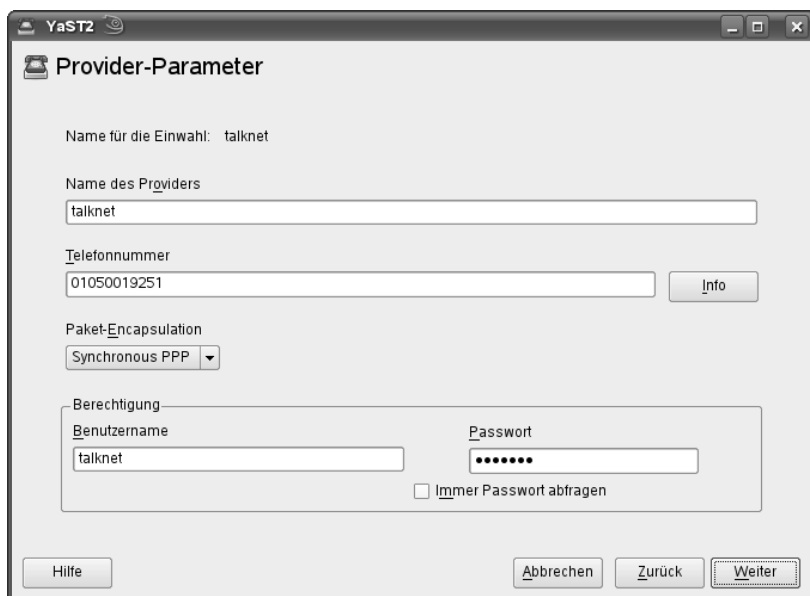 YaST2
Provider-Parameter
Name für die Einwahl: talknet
Name des Providers
talknet
Telefonnummer
01050019251
Info
Paket-Encapsulation
Synchronous PPP
Berechtigung
Benutzername
Passwort
talknet
•••••••
Immer Passwort abfragen
Hilfe
Abbrechen
Zurück
Weiter